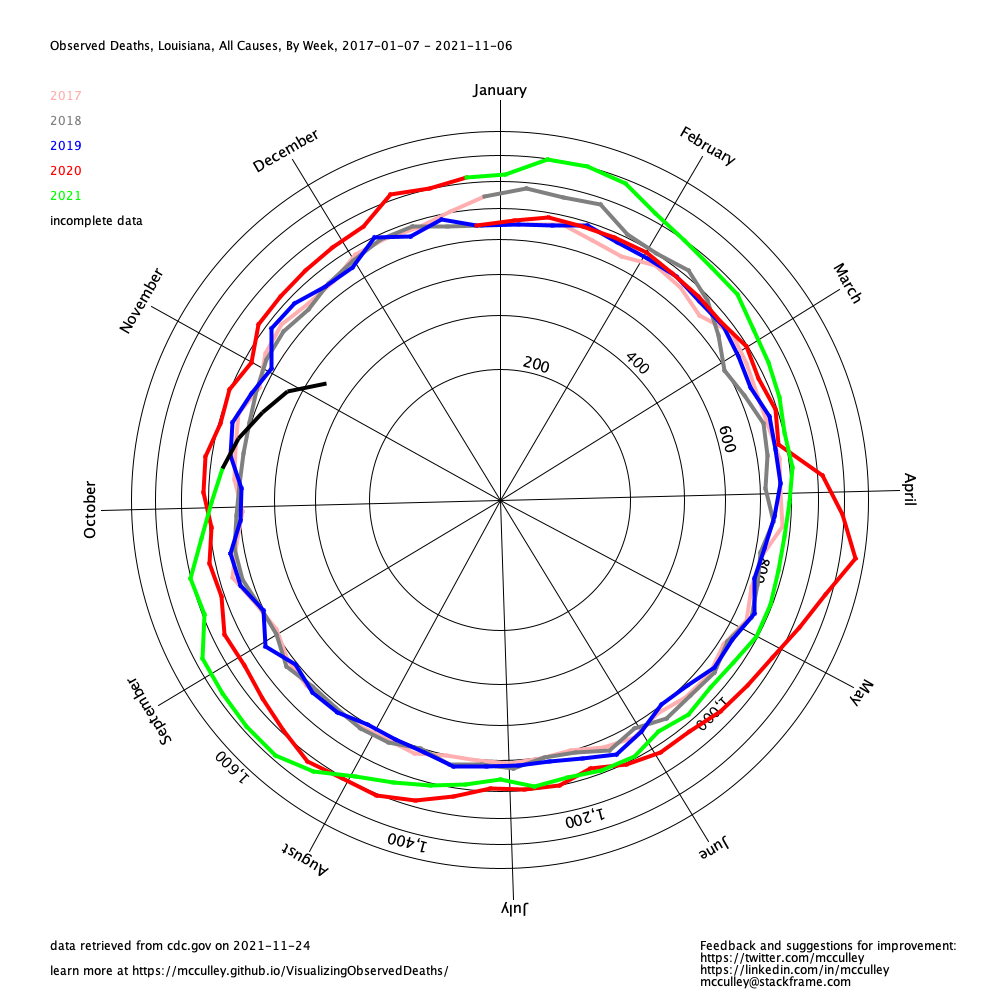 Observed Deaths, Louisiana, All Causes, By Week, 2017-01-07 - 2021-11-06
2017
2018
2019
2020
2021
incomplete data
January
February
March
April
May
June
July
August
September
October
November
December
200
400
600
800
1,000
1,200
1,400
1,600
data retrieved from cdc.gov on 2021-11-24
learn more at https://mcculley.github.io/VisualizingObservedDeaths/
Feedback and suggestions for improvement:
https://twitter.com/mcculley
https://linkedin.com/in/mcculley
mcculley@stackframe.com